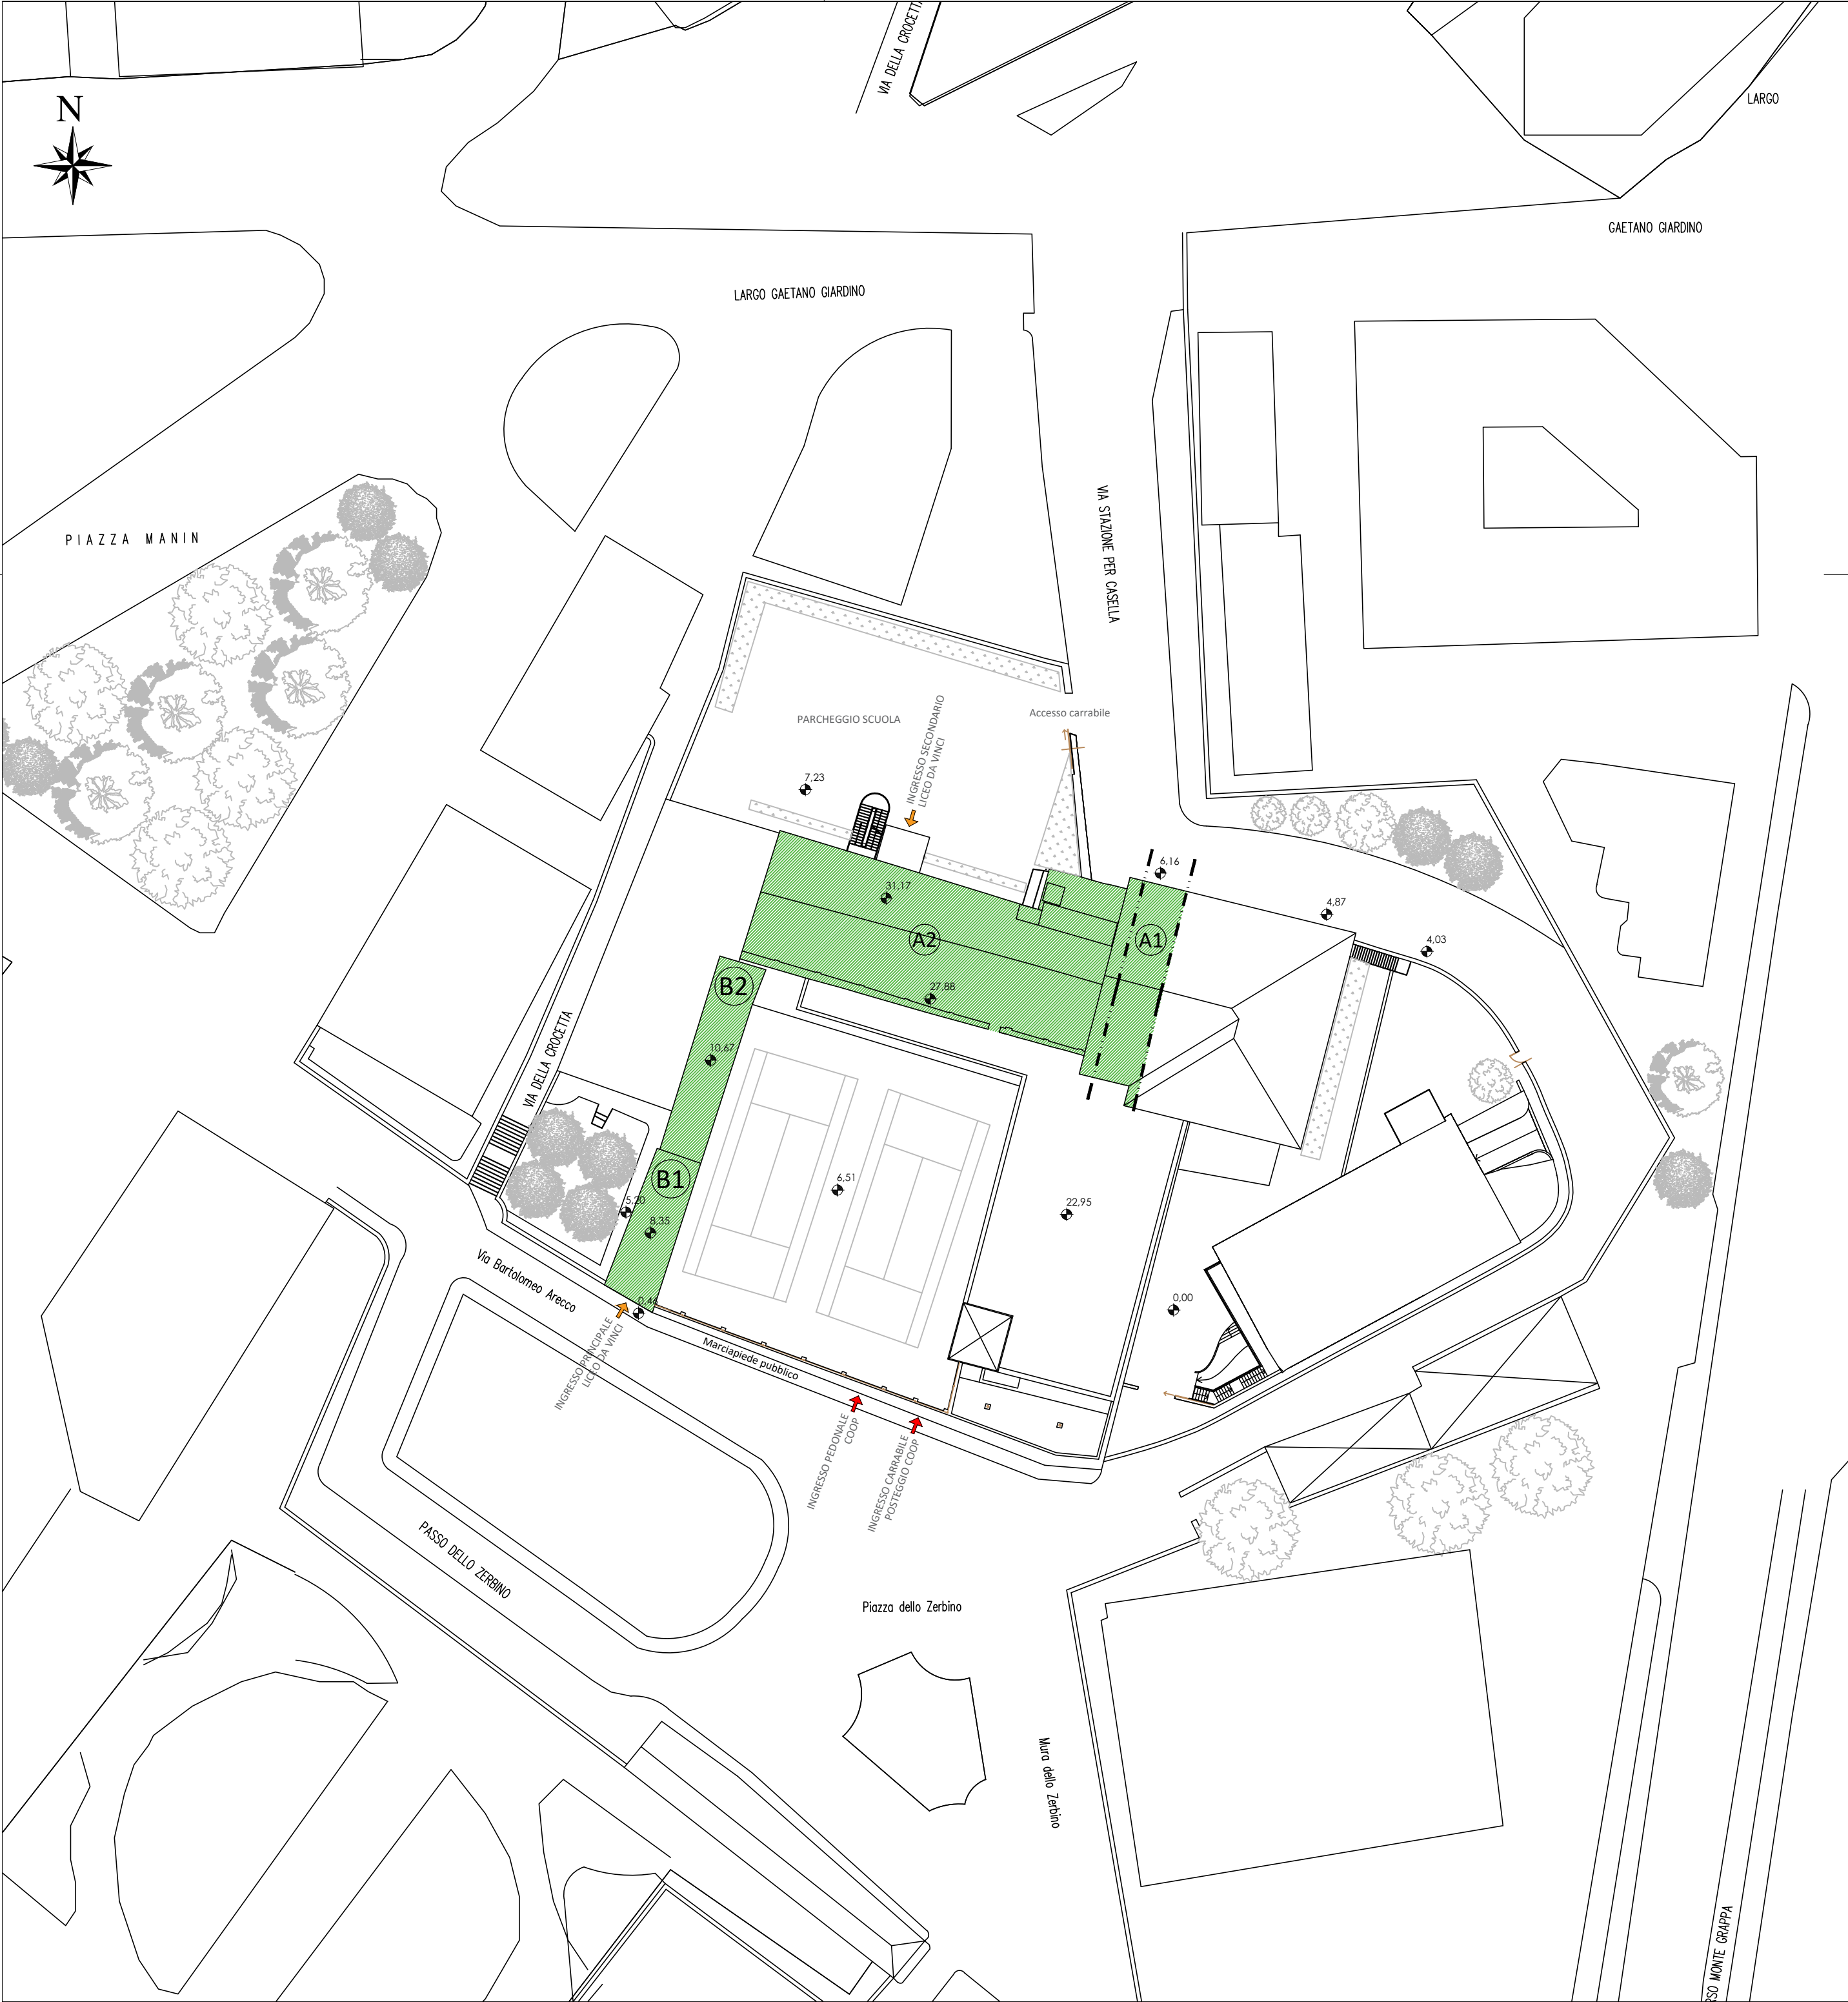 VIA DELLA CROCETTA
LARGO
N
GAETANO GIARDINO
LARGO GAETANO GIARDINO
VIA STAZIONE PER CASELLA
PIAZZA MANIN
PARCHEGGIO SCUOLA
Accesso carrabile
INGRESSO SECONDARIO
LICEO DA VINCI
7,23
6,16
31,17
4,87
A2
A1
4,03
B2
27,88
VIA DELLA CROCETTA
10,67
B1
6,51
5,20
22,95
8,35
Via Bartolomeo Arecco
0,00
INGRESSO PRINCIPALE
LICEO DA VINCI
Marciapiede pubblico
INGRESSO PEDONALE
COOP
INGRESSO CARRABILE
POSTEGGIO COOP
PASSO DELLO ZERBINO
Piazza dello Zerbino
Mura dello Zerbino
MONTE GRAPPA